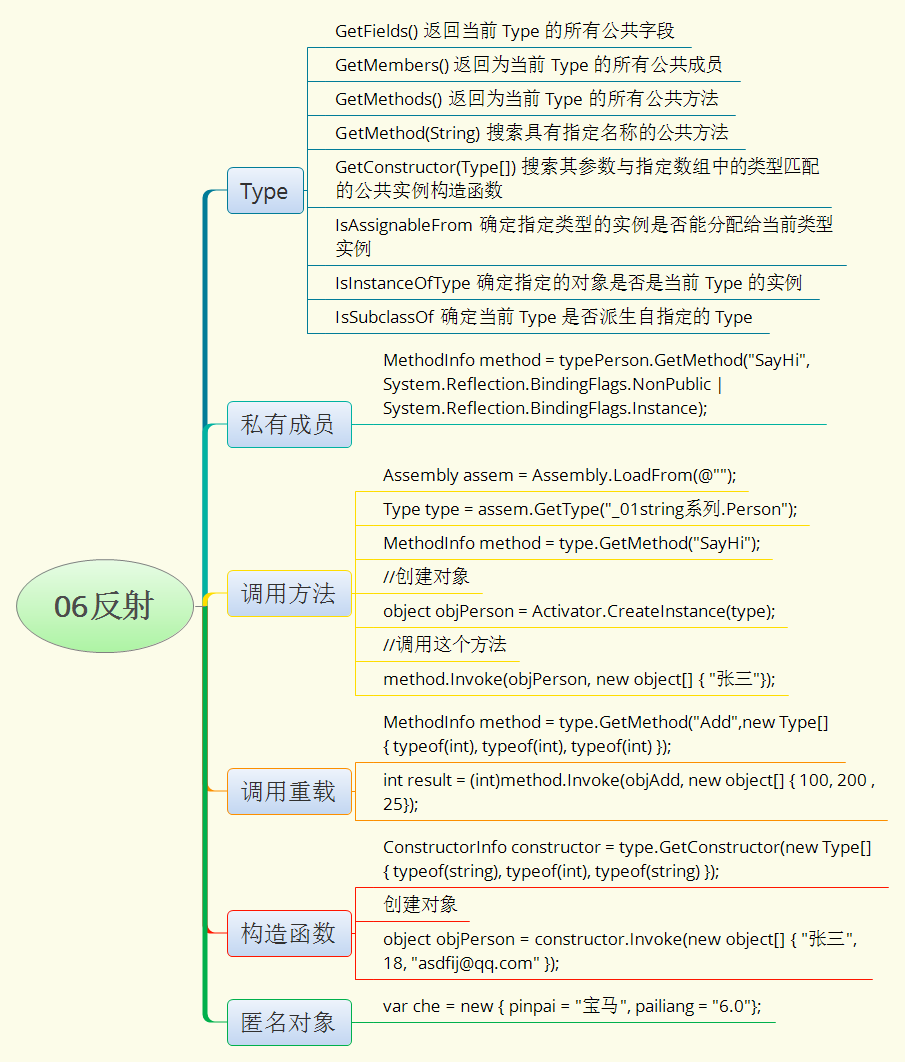 GetFields() 返回当前 Type 的所有公共字段
GetMembers() 返回为当前 Type 的所有公共成员
GetMethods() 返回为当前 Type 的所有公共方法
GetMethod(String) 搜索具有指定名称的公共方法
GetConstructor(Type[]) 搜索其参数与指定数组中的类型匹配
的公共实例构造函数
Type
IsAssignableFrom 确定指定类型的实例是否能分配给当前类型
实例
IsInstanceOfType 确定指定的对象是否是当前 Type 的实例
IsSubclassOf 确定当前 Type 是否派生自指定的 Type
MethodInfo method = typePerson.GetMethod("SayHi",
System.Reflection.BindingFlags.NonPublic |
System.Reflection.BindingFlags.Instance);
私有成员
Assembly assem = Assembly.LoadFrom(@"");
Type type = assem.GetType("_01string系列.Person");
MethodInfo method = type.GetMethod("SayHi");
//创建对象
调用方法
object objPerson = Activator.CreateInstance(type);
//调用这个方法
method.Invoke(objPerson, new object[] { "张三"});
06反射
MethodInfo method = type.GetMethod("Add",new Type[]
{ typeof(int), typeof(int), typeof(int) });
调用重载
int result = (int)method.Invoke(objAdd, new object[] { 100, 200 ,
25});
ConstructorInfo constructor = type.GetConstructor(new Type[]
{ typeof(string), typeof(int), typeof(string) });
创建对象
构造函数
object objPerson = constructor.Invoke(new object[] { "张三",
18, "asdfij@qq.com" });
var che = new { pinpai = "宝马", pailiang = "6.0"};
匿名对象